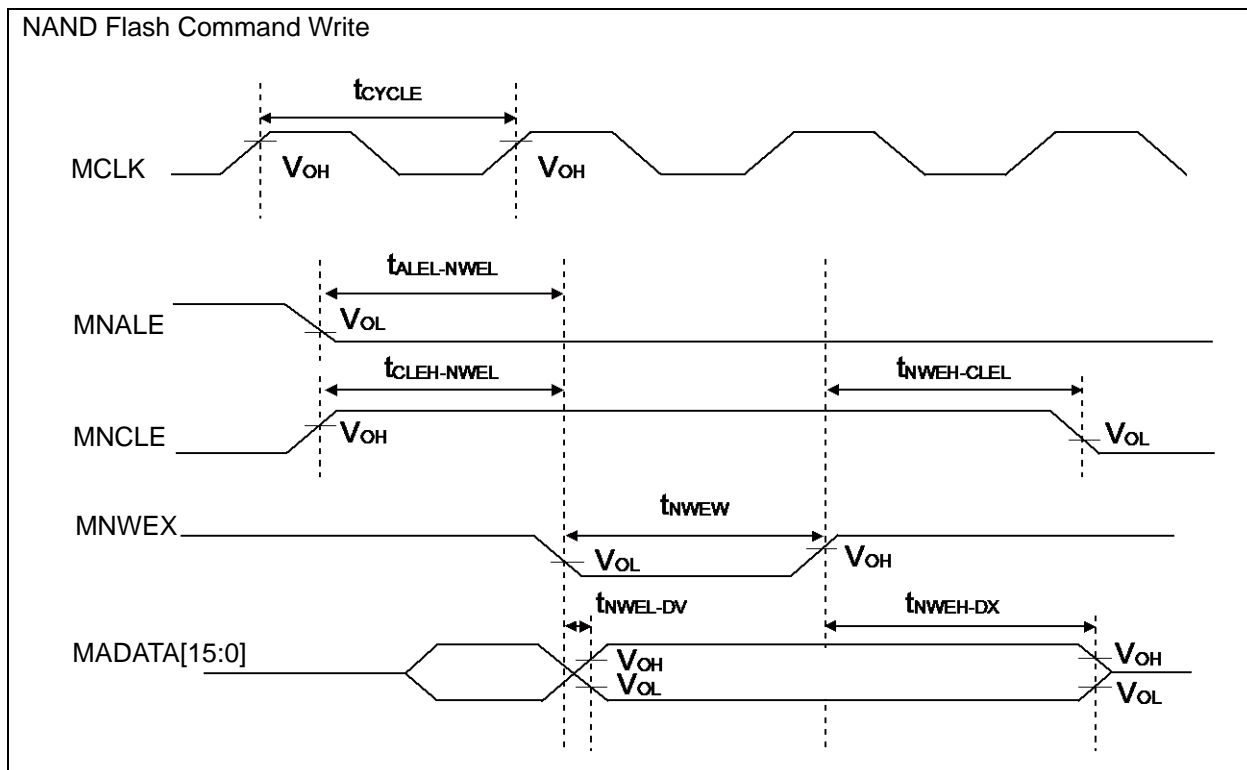 NAND Flash Command Write
tCYCLE
MCLK
VOH
VOH
tALEL-NWEL
MNALE
VOL
tCLEH-NWEL
tNWEH-CLEL
MNCLE
VOH
VOL
tNWEW
MNWEX
VOL
VOH
tNWEL-DV
tNWEH-DX
MADATA[15:0]
VOH
VOH
VOL
VOL